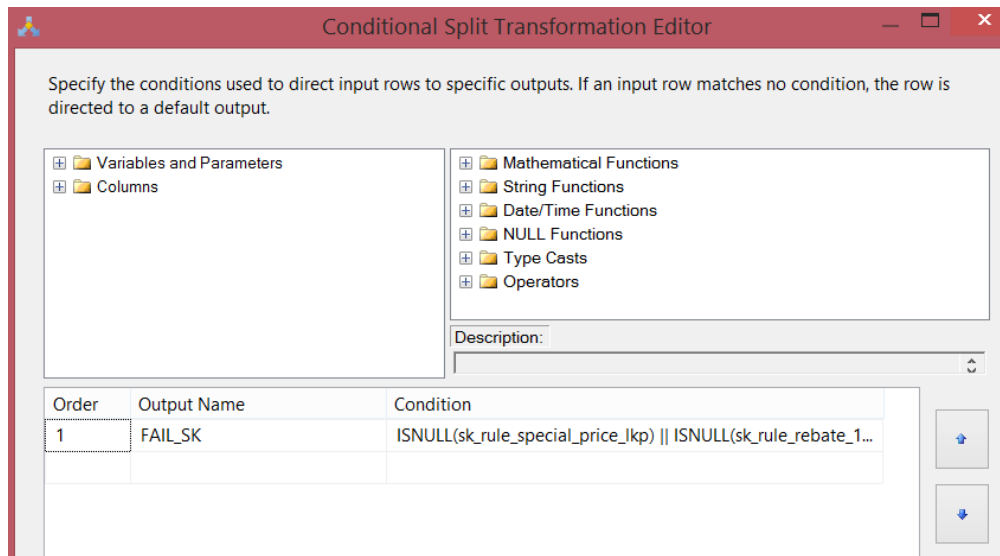 Conditional Split Transformation Editor
Specify the conditions used to direct input rows to specific outputs. If an input row matches no condition, the row is
directed to a default output.
Variables and Parameters
Columns
Mathematical Functions
String Functions
Date/Time Functions
NULL Functions
Type Casts
Operators
Description:
Order Output Name Condition
1 FAIL_SK ISNULL(sk_rule_special_price_lkp) || ISNULL(sk_rule_rebate_1...